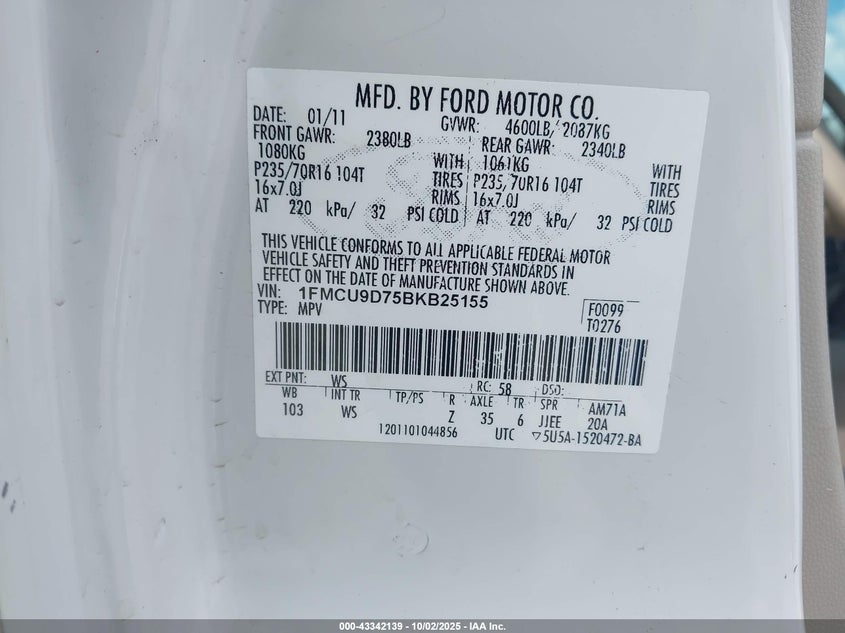 MFD. BY FORD MOTOR CO.
DATE: 01/11 GVWR: 4600LB/ 2087KG
FRONT GAWR: 2380LB REAR GAWR: 2340LB
1080KG WITH 1061KG WITH
P235/70R16 104T TIRES P235/70R16 104T TIRES
16x7.0J RIMS 16x7.0J RIMS
AT 220 kPa/ 32 PSI COLD AT 220 kPa/ 32 PSI COLD
THIS VEHICLE CONFORMS TO ALL APPLICABLE FEDERAL MOTOR
VEHICLE SAFETY AND THEFT PREVENTION STANDARDS IN
EFFECT ON THE DATE OF MANUFACTURE SHOWN ABOVE.
VIN: 1FMCU9D75BKB25155
TYPE: MPV
F0099
T0276
EXT PNT: WS RC: 58 DSO:
WB INT TR TP/PS R AXLE TR SPR AM71A
103 WS Z 35 6 JJEE 20A
1201101044856 UTC ▽5U5A-1520472-BA
000-43342139 - 10/02/2025 - IAA Inc.